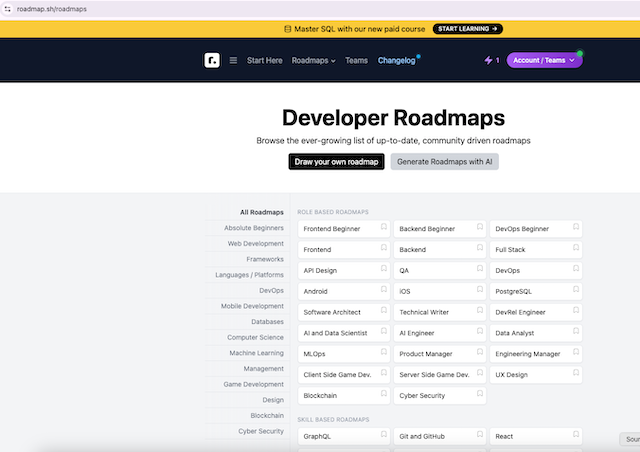 roadmap.sh/roadmaps
Master SQL with our new paid course START LEARNING →
r. Start Here Roadmaps Teams Changelog 1 Account / Teams
Developer Roadmaps
Browse the ever-growing list of up-to-date, community driven roadmaps
Draw your own roadmap Generate Roadmaps with AI
All Roadmaps
Absolute Beginners
Web Development
Frameworks
Languages / Platforms
DevOps
Mobile Development
Databases
Computer Science
Machine Learning
Management
Game Development
Design
Blockchain
Cyber Security
ROLE BASED ROADMAPS
Frontend Beginner Backend Beginner DevOps Beginner
Frontend Backend Full Stack
API Design QA DevOps
Android iOS PostgreSQL
Software Architect Technical Writer DevRel Engineer
AI and Data Scientist AI Engineer Data Analyst
MLOps Product Manager Engineering Manager
Client Side Game Dev. Server Side Game Dev. UX Design
Blockchain Cyber Security
SKILL BASED ROADMAPS
GraphQL Git and GitHub React